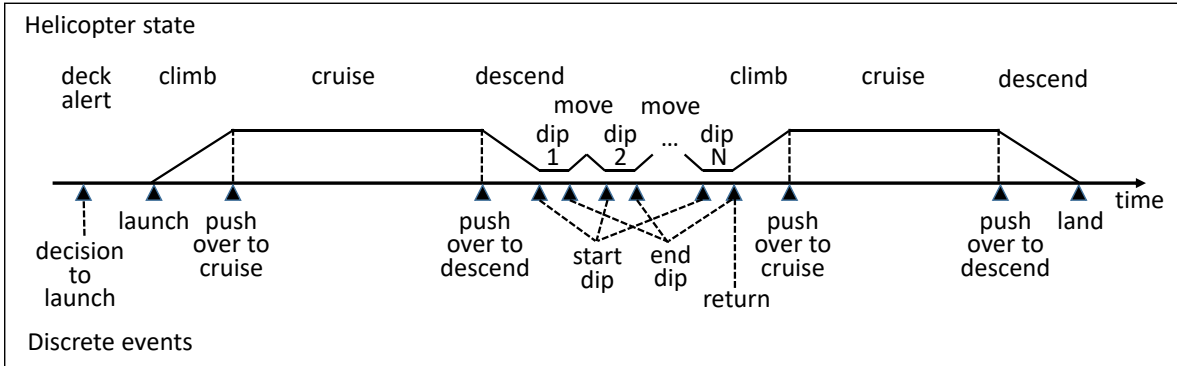 Helicopter state
deck
alert
climb
cruise
descend
move
move
climb
cruise
descend
dip
1
dip
2
...
dip
N
time
launch
push
over to
cruise
push
over to
descend
push
over to
cruise
push
over to
descend
land
decision
to
launch
start
dip
end
dip
return
Discrete events